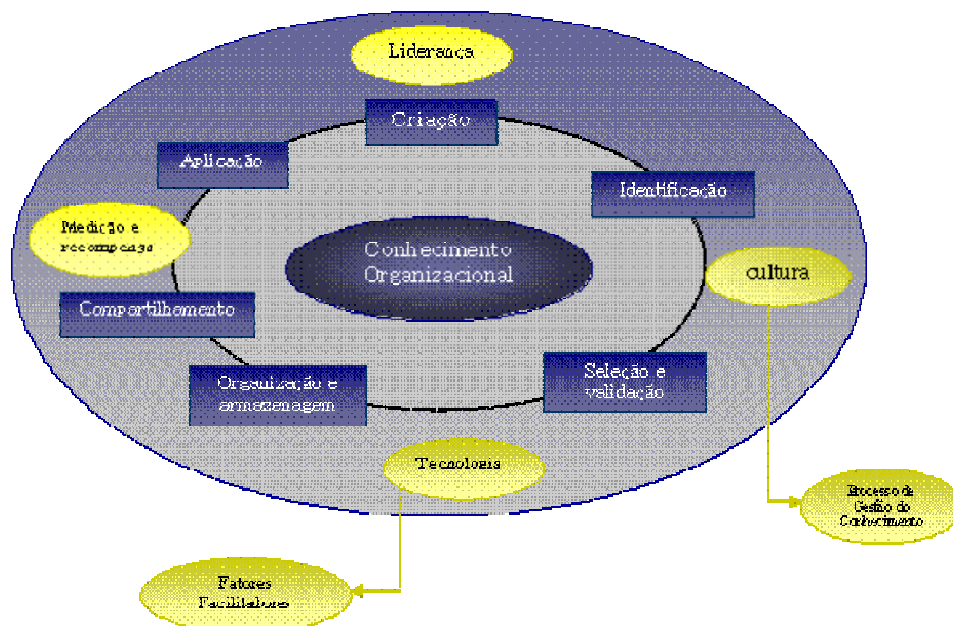 Liderança
Criação
Aplicação
Identificação
Medição e
recompensa
Conhecimento
Organizacional
cultura
Compartilhamento
Seleção e
validação
Organização e
armazenagem
Tecnologia
Processo de
Gestão do
Conhecimento
Fatores
Facilitadores